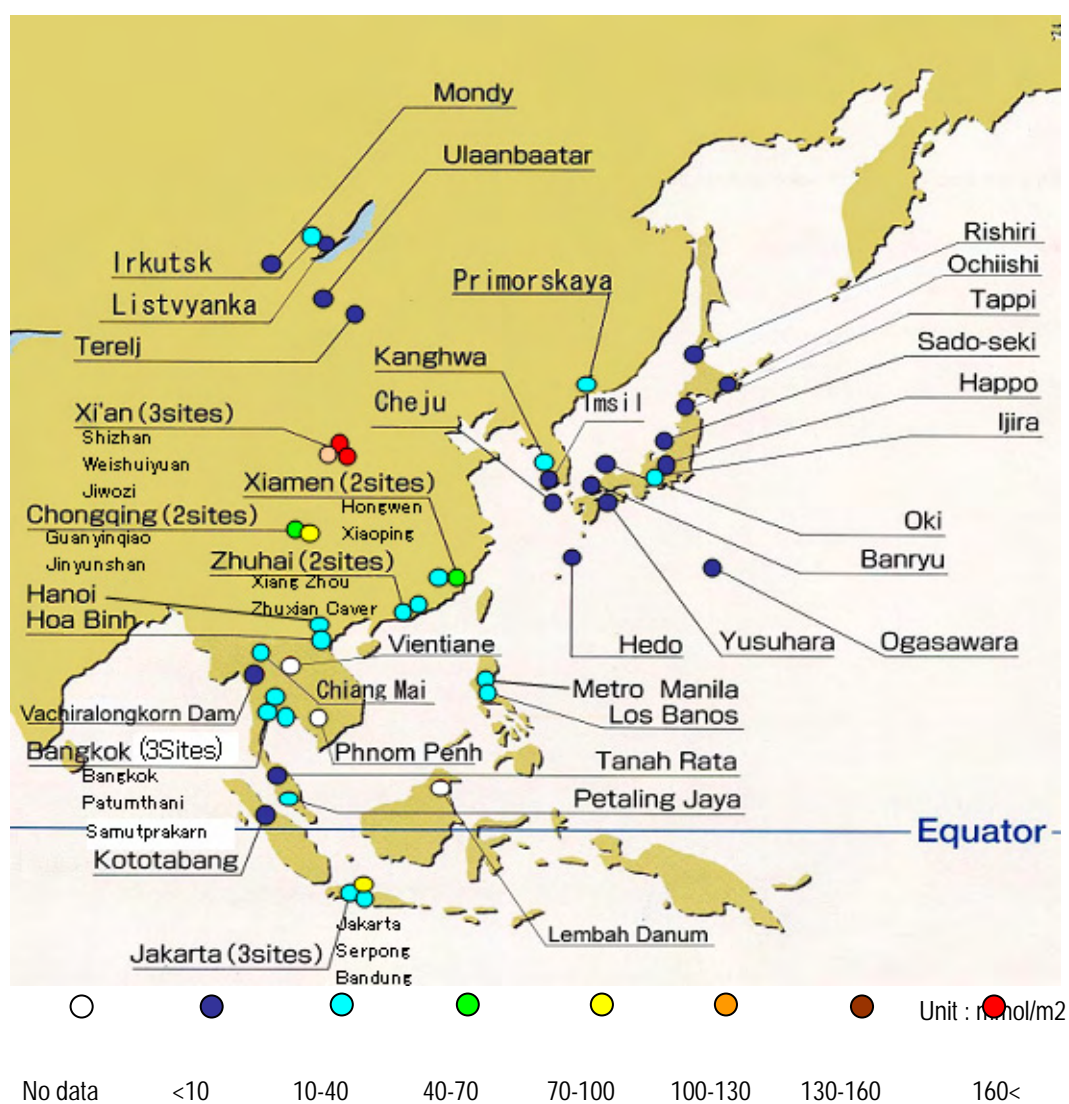 Mondy
Ulaanbaatar
Irkutsk
Listvyanka
Terelj
Primorskaya
Kanghwa
Cheju
Imsil
Rishiri
Ochiishi
Tappi
Sado-seki
Happo
Ijira
Xi'an (3sites)
Shizhan
Weishuiyuan
Jiwozi
Xiamen (2sites)
Hongwen
Xiaoping
Chongqing (2sites)
Guanyinqiao
Jinyunshan
Zhuhai (2sites)
Xiang Zhou
Zhuxian Caver
Oki
Banryu
Hanoi
Hoa Binh
Vientiane
Hedo
Yusuhara
Ogasawara
Chiang Mai
Metro Manila
Los Banos
Vachiralongkorn Dam
Bangkok (3Sites)
Bangkok
Patumthani
Samutprakarn
Phnom Penh
Tanah Rata
Petaling Jaya
Equator
Kototabang
Jakarta (3sites)
Jakarta
Serpong
Bandung
Lembah Danum
Unit : mmol/m2
No data <10 10-40 40-70 70-100 100-130 130-160 160<